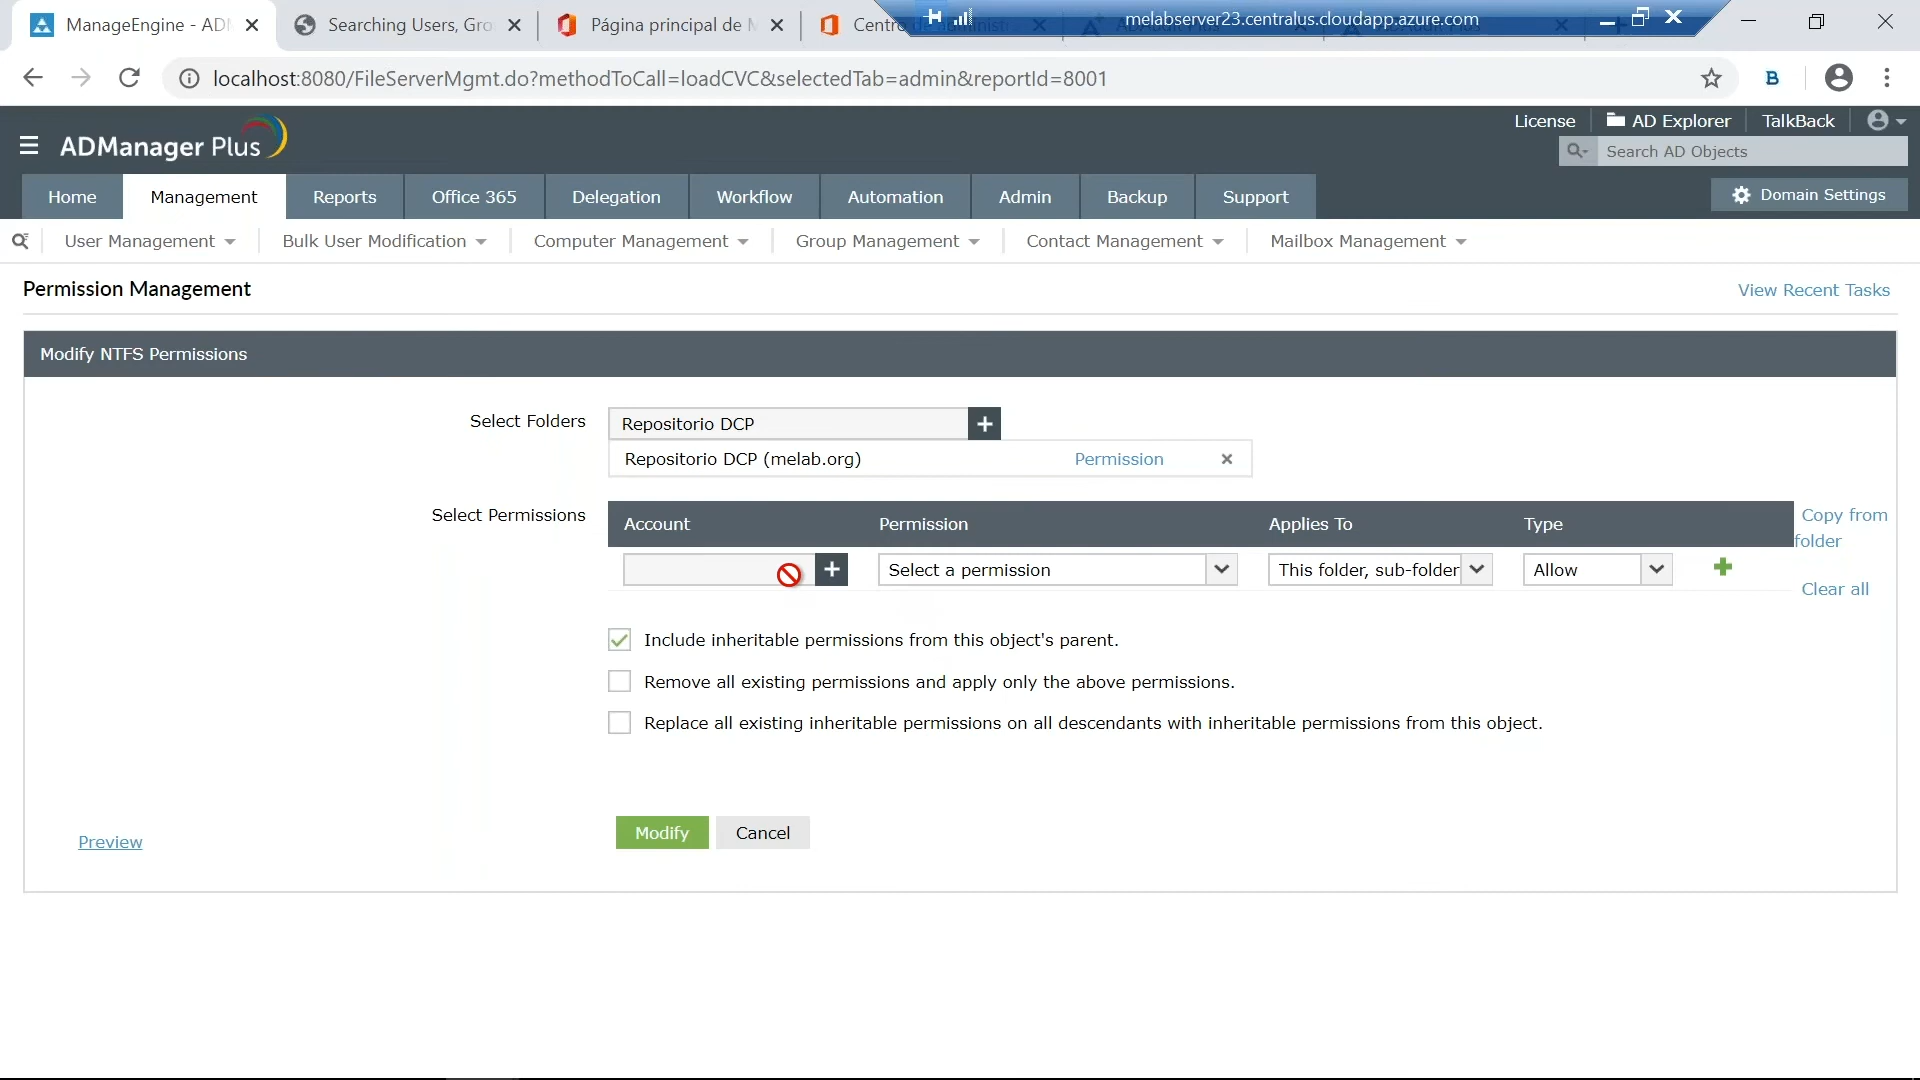 ManageEngine - AD
Searching Users, Gro
Página principal de
melabserver23.centralus.cloudapp.azure.com
localhost:8080/FileServerMgmt.do?methodToCall=loadCVC&selectedTab=admin&reportId=8001
ADManager Plus
License
AD Explorer
TalkBack
Search AD Objects
Home
Management
Reports
Office 365
Delegation
Workflow
Automation
Admin
Backup
Support
Domain Settings
User Management
Bulk User Modification
Computer Management
Group Management
Contact Management
Mailbox Management
Permission Management
View Recent Tasks
Modify NTFS Permissions
Select Folders
Repositorio DCP
Repositorio DCP (melab.org)
Permission
Select Permissions
Account
Permission
Applies To
Type
Copy from
folder
Select a permission
This folder, sub-folder
Allow
Clear all
Include inheritable permissions from this object's parent.
Remove all existing permissions and apply only the above permissions.
Replace all existing inheritable permissions on all descendants with inheritable permissions from this object.
Preview
Modify
Cancel